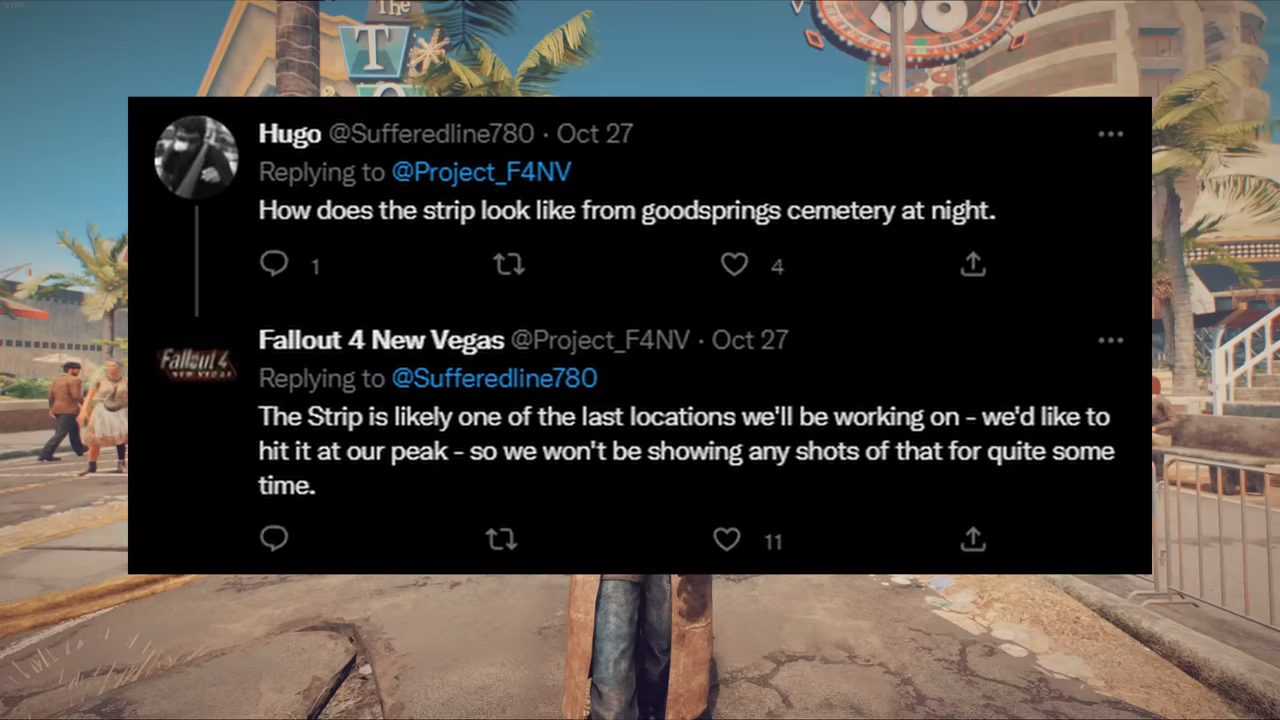 The
T
Hugo @Sufferedline780 · Oct 27
Replying to @Project_F4NV
How does the strip look like from goodsprings cemetery at night.
1 4
Fallout 4
NEW VEGAS
Fallout 4 New Vegas @Project_F4NV · Oct 27
Replying to @Sufferedline780
The Strip is likely one of the last locations we'll be working on - we'd like to
hit it at our peak - so we won't be showing any shots of that for quite some
time.
11